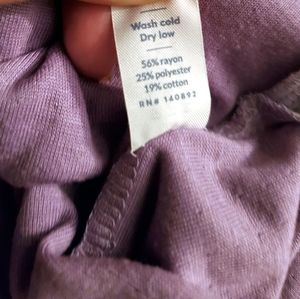 Wash cold
Dry low
56% rayon
25% polyester
19% cotton
RN# 140892